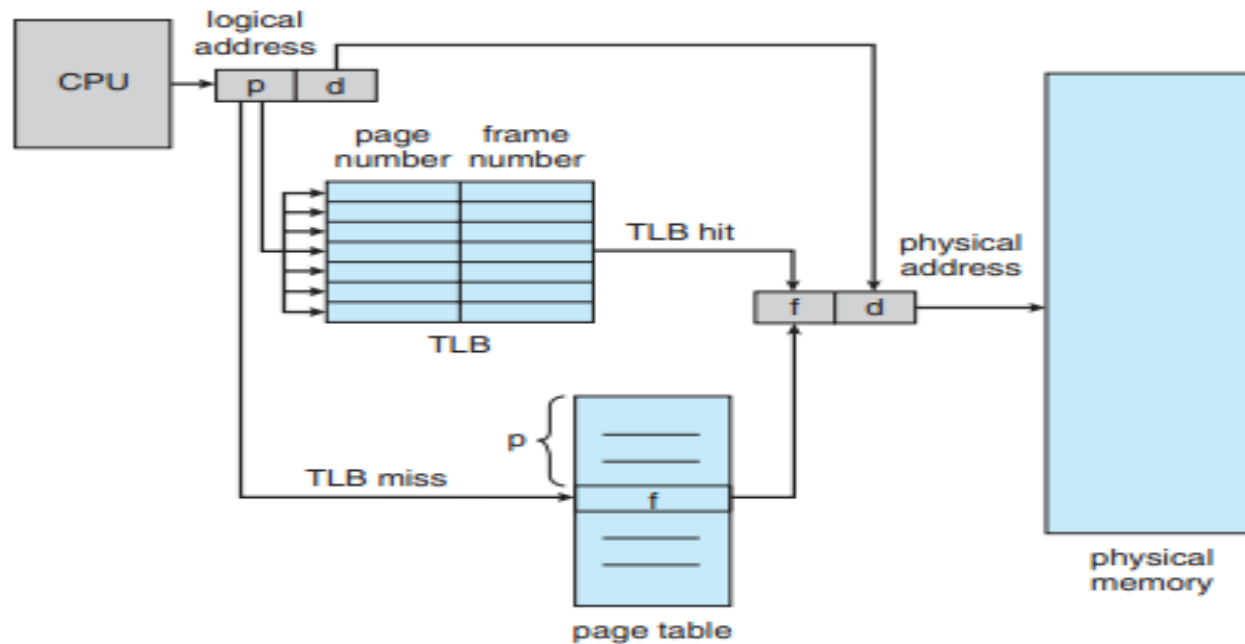 logical
address
CPU
p d
page frame
number number
TLB hit
physical
address
f d
TLB
p
TLB miss
f
physical
memory
page table